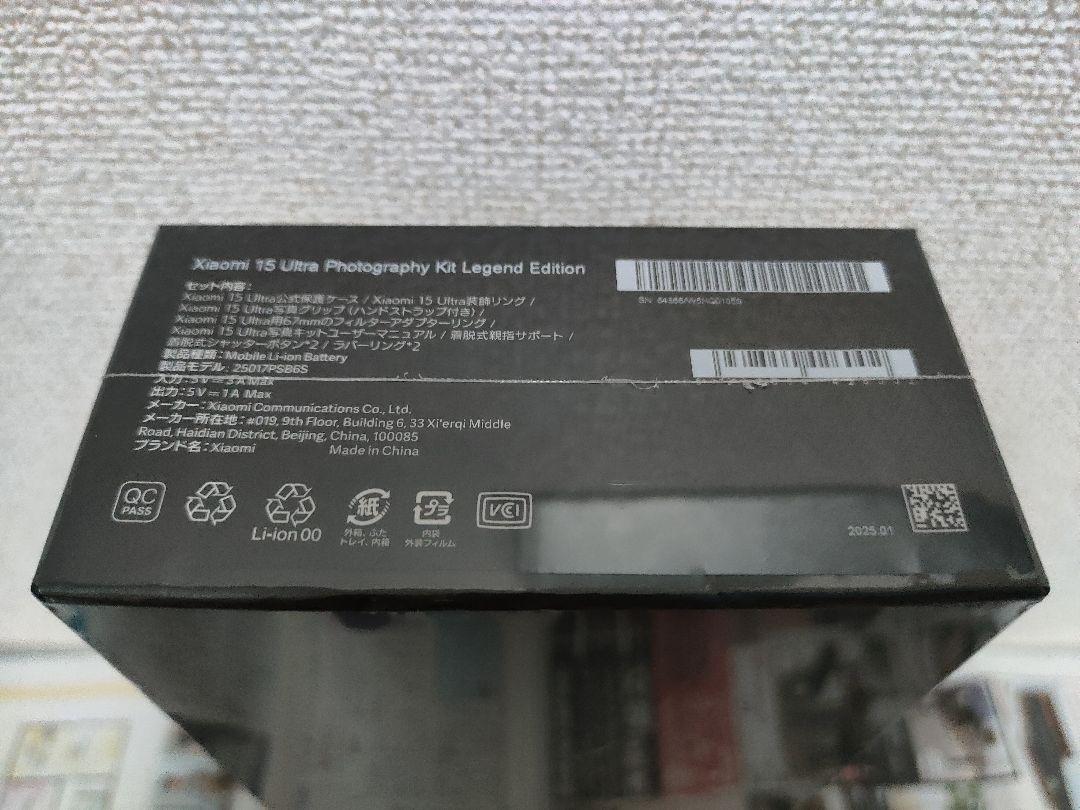 Xiaomi 15 Ultra Photography Kit Legend Edition
セット内容：
Xiaomi 15 Ultra公式保護ケース / Xiaomi 15 Ultra装飾リング /
Xiaomi 15 Ultra写真グリップ（ハンドストラップ付き） /
Xiaomi 15 Ultra用67mmのフィルターアダプターリング /
Xiaomi 15 Ultra写真キットユーザーマニュアル / 着脱式親指サポート /
着脱式シャッターボタン*2 / ラバーリング*2
製品種類：Mobile Li-ion Battery
製品モデル：25017PSB6S
入力：5V⎓3A Max
出力：5V⎓1A Max
メーカー：Xiaomi Communications Co., Ltd.
メーカー所在地：#019, 9th Floor, Building 6, 33 Xi'erqi Middle
Road, Haidian District, Beijing, China, 100085
ブランド名：Xiaomi Made in China
SN:
QC
PASS
Li-ion 00
紙
外箱、ふた
トレイ、内箱
プラ
内袋
外装フィルム
VCCI
2025.01